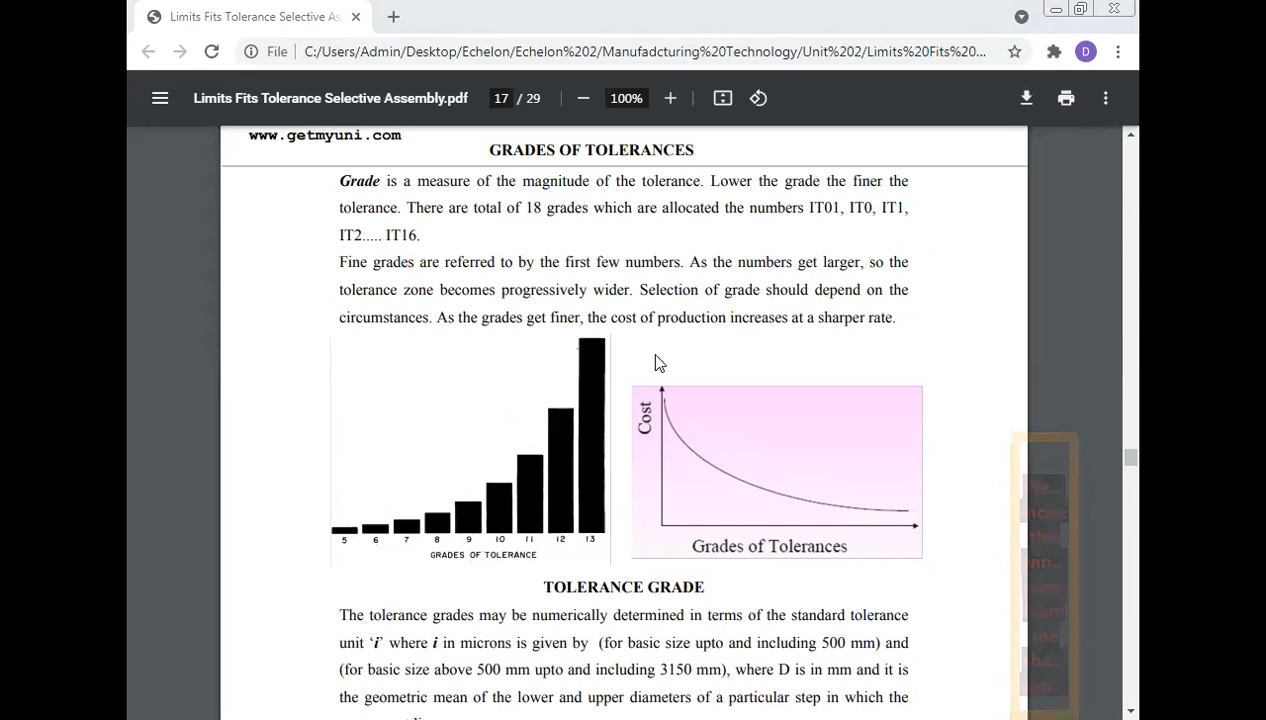 Limits Fits Tolerance Selective As
File C:/Users/Admin/Desktop/Echelon/Echelon%202/Manufadcturing%20Technology/Unit%202/Limits%20Fits%20... D
Limits Fits Tolerance Selective Assembly.pdf 17 / 29 100%
www.getmyuni.com
GRADES OF TOLERANCES
Grade is a measure of the magnitude of the tolerance. Lower the grade the finer the
tolerance. There are total of 18 grades which are allocated the numbers IT01, IT0, IT1,
IT2..... IT16.
Fine grades are referred to by the first few numbers. As the numbers get larger, so the
tolerance zone becomes progressively wider. Selection of grade should depend on the
circumstances. As the grades get finer, the cost of production increases at a sharper rate.
5 6 7 8 9 10 11 12 13
GRADES OF TOLERANCE
Cost
Grades of Tolerances
TOLERANCE GRADE
The tolerance grades may be numerically determined in terms of the standard tolerance
unit ‘i’ where i in microns is given by (for basic size upto and including 500 mm) and
(for basic size above 500 mm upto and including 3150 mm), where D is in mm and it is
the geometric mean of the lower and upper diameters of a particular step in which the